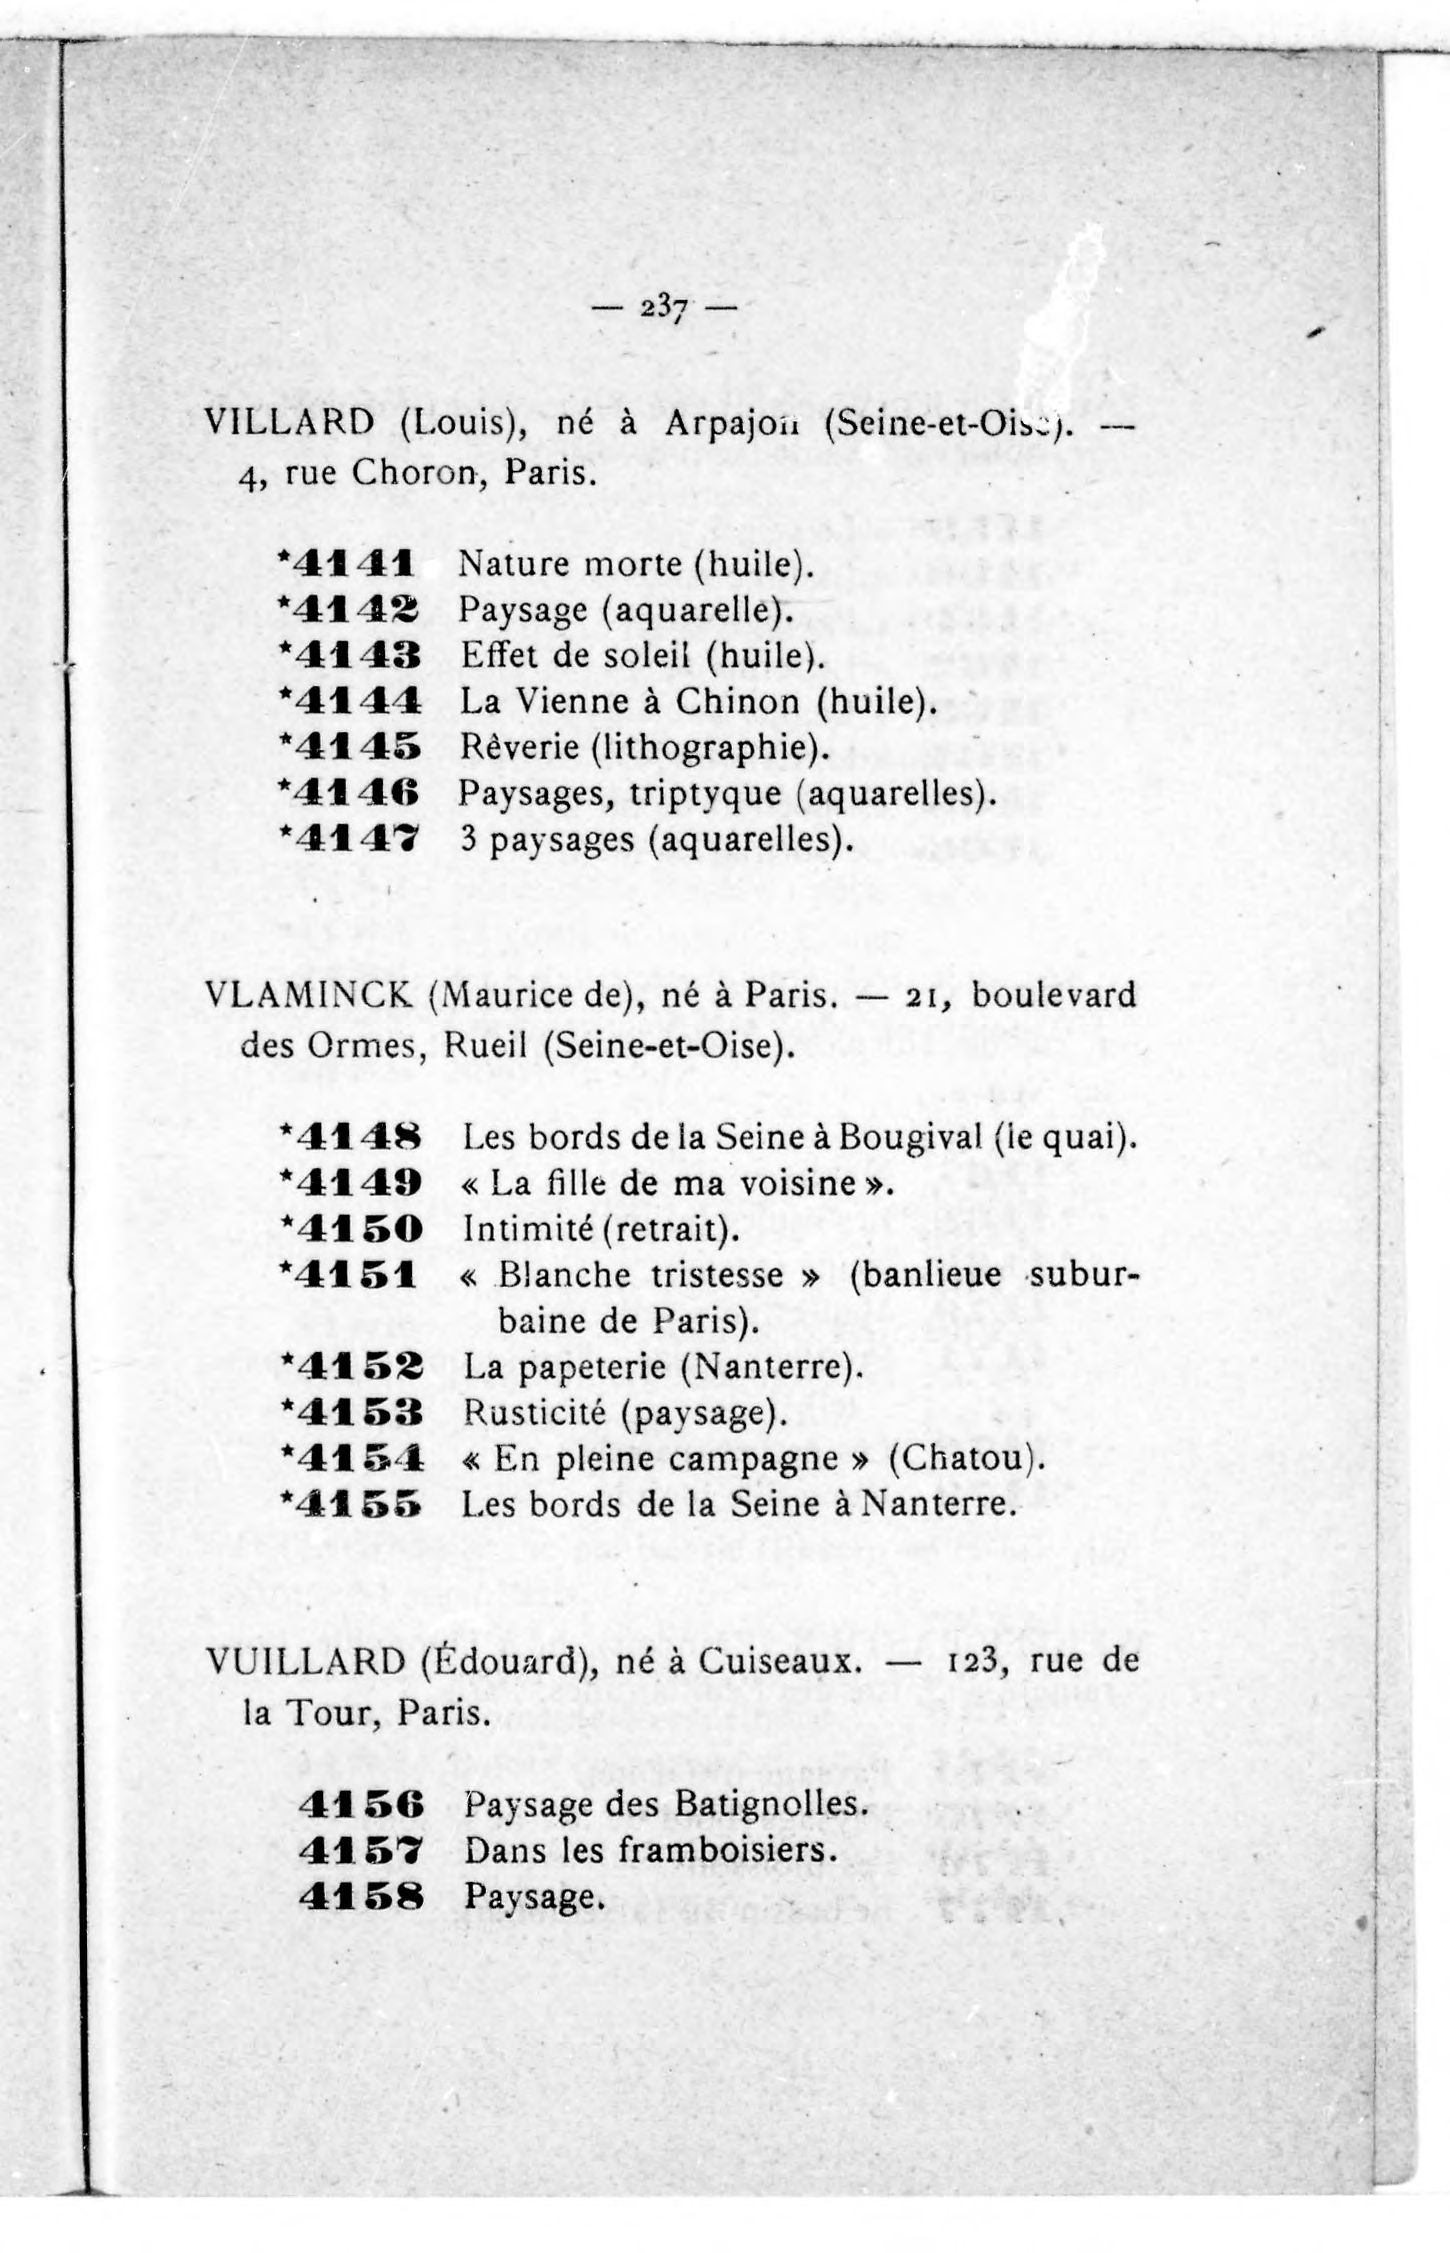 — 237 —
VILLARD (Louis), né à Arpajon (Seine-et-Oise). —
4, rue Choron, Paris.
*4141 Nature morte (huile).
*4142 Paysage (aquarelle).
*4143 Effet de soleil (huile).
*4144 La Vienne à Chinon (huile).
*4145 Rêverie (lithographie).
*4146 Paysages, triptyque (aquarelles).
*4147 3 paysages (aquarelles).
VLAMINCK (Maurice de), né à Paris. — 21, boulevard
des Ormes, Rueil (Seine-et-Oise).
*4148 Les bords de la Seine à Bougival (le quai).
*4149 « La fille de ma voisine ».
*4150 Intimité (retrait).
*4151 « Blanche tristesse » (banlieue subur-
baine de Paris).
*4152 La papeterie (Nanterre).
*4153 Rusticité (paysage).
*4154 « En pleine campagne » (Chatou).
*4155 Les bords de la Seine à Nanterre.
VUILLARD (Édouard), né à Cuiseaux. — 123, rue de
la Tour, Paris.
4156 Paysage des Batignolles.
4157 Dans les framboisiers.
4158 Paysage.